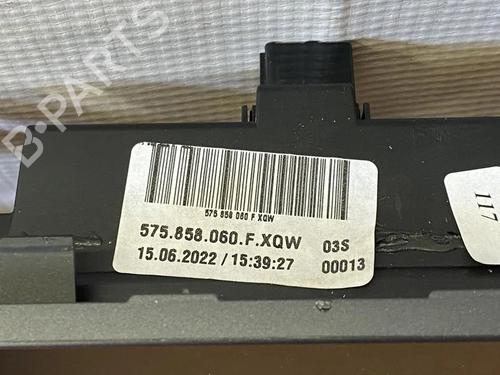 B-PARTS
575 858 060 F XQW
575.858.060.F.XQW 03S
15.06.2022 / 15:39:27 00013
117